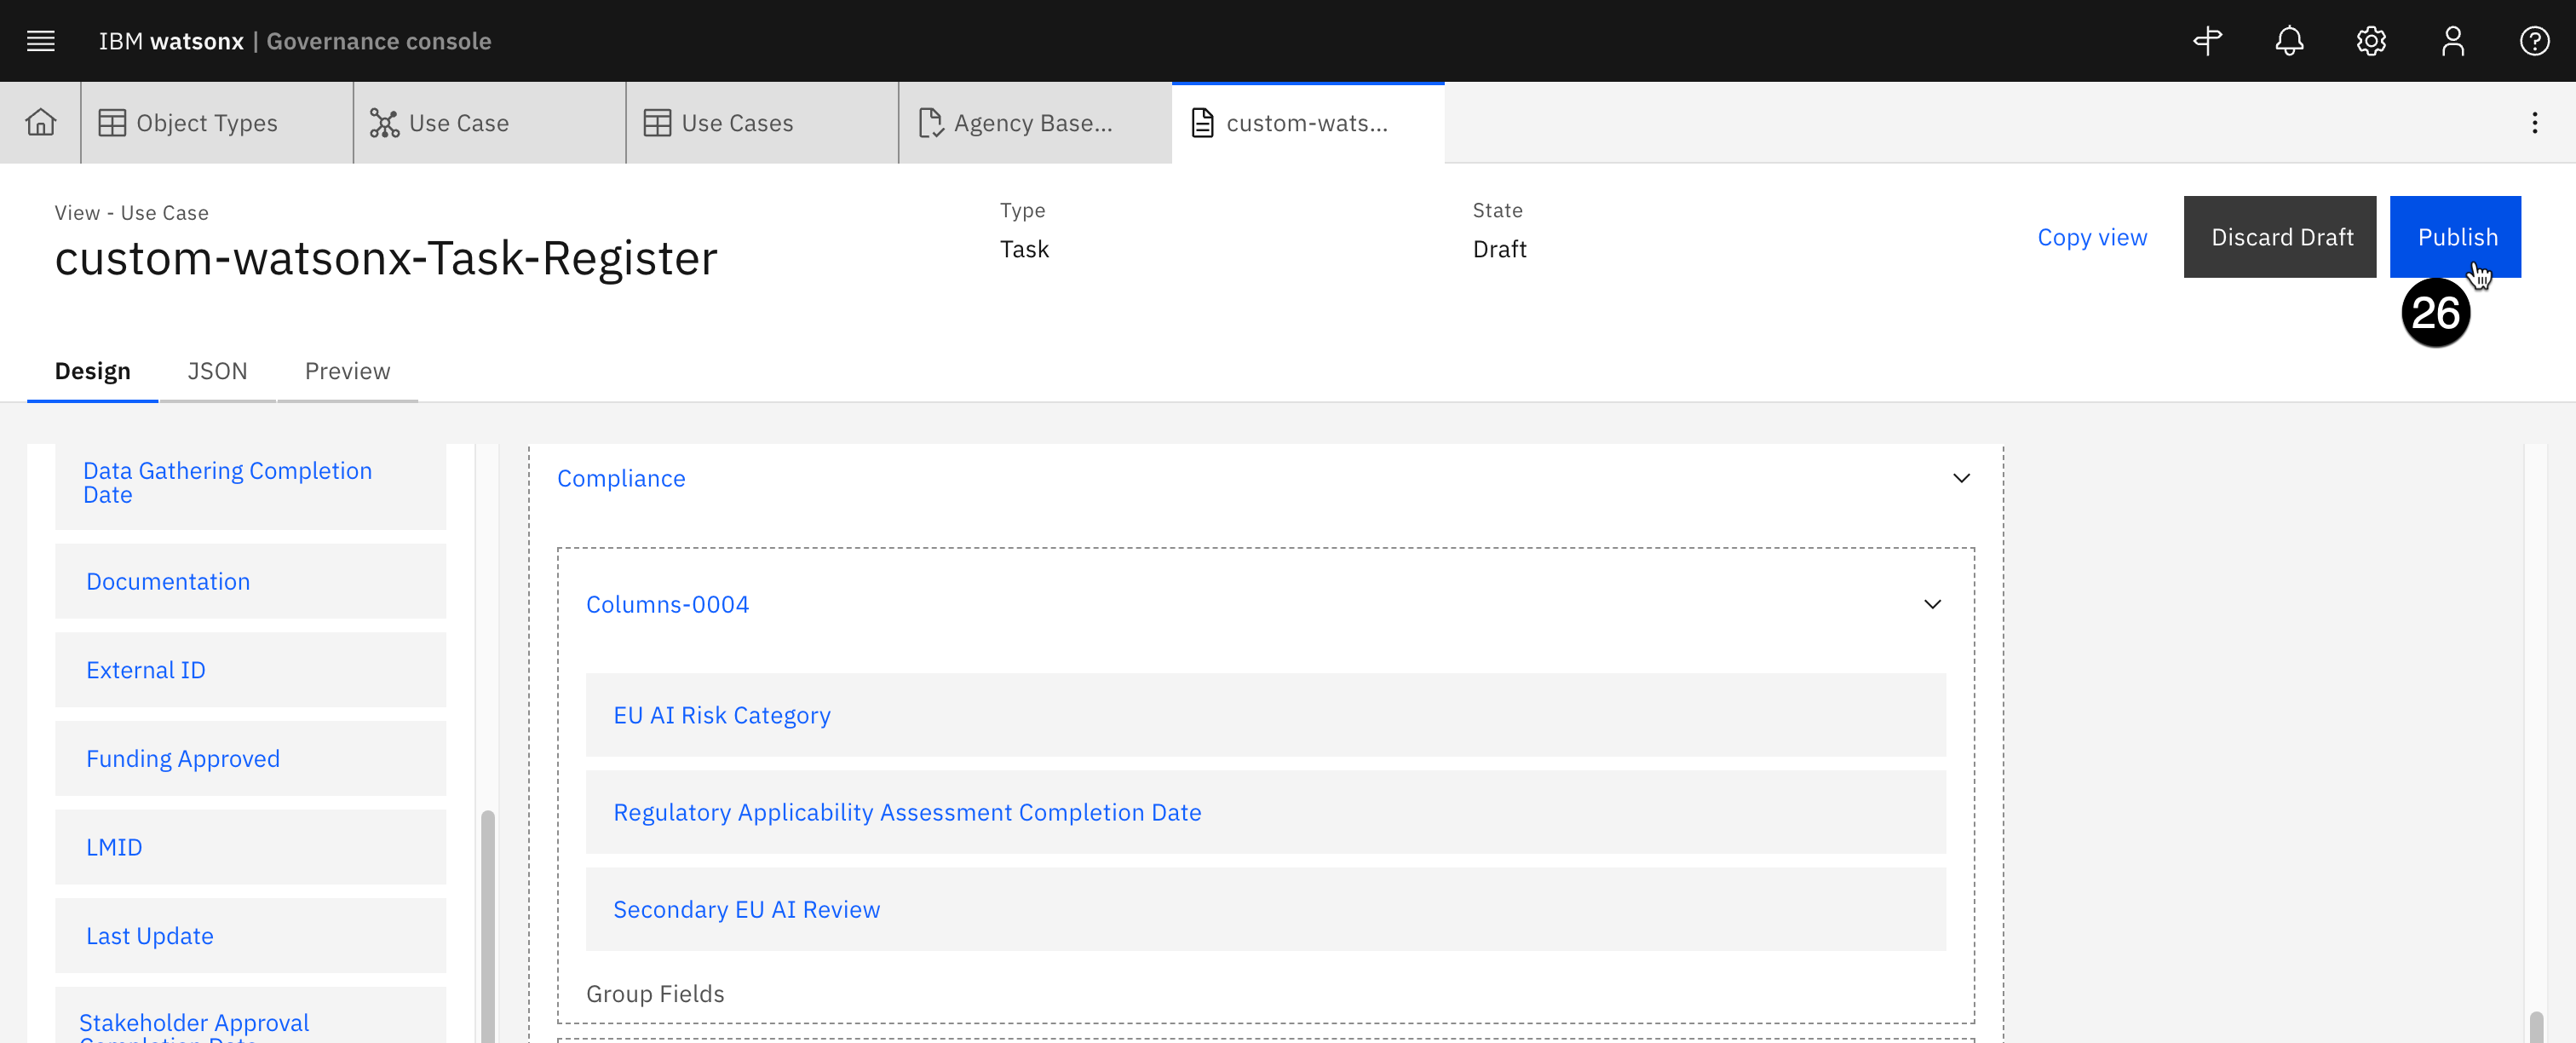 IBM watsonx | Governance console
Object Types
Use Case
Use Cases
Agency Base...
custom-wats...
View - Use Case
custom-watsonx-Task-Register
Type
Task
State
Draft
Copy view
Discard Draft
Publish
26
Design
JSON
Preview
Data Gathering Completion
Date
Documentation
External ID
Funding Approved
LMID
Last Update
Stakeholder Approval
Completion Date
Compliance
Columns-0004
EU AI Risk Category
Regulatory Applicability Assessment Completion Date
Secondary EU AI Review
Group Fields